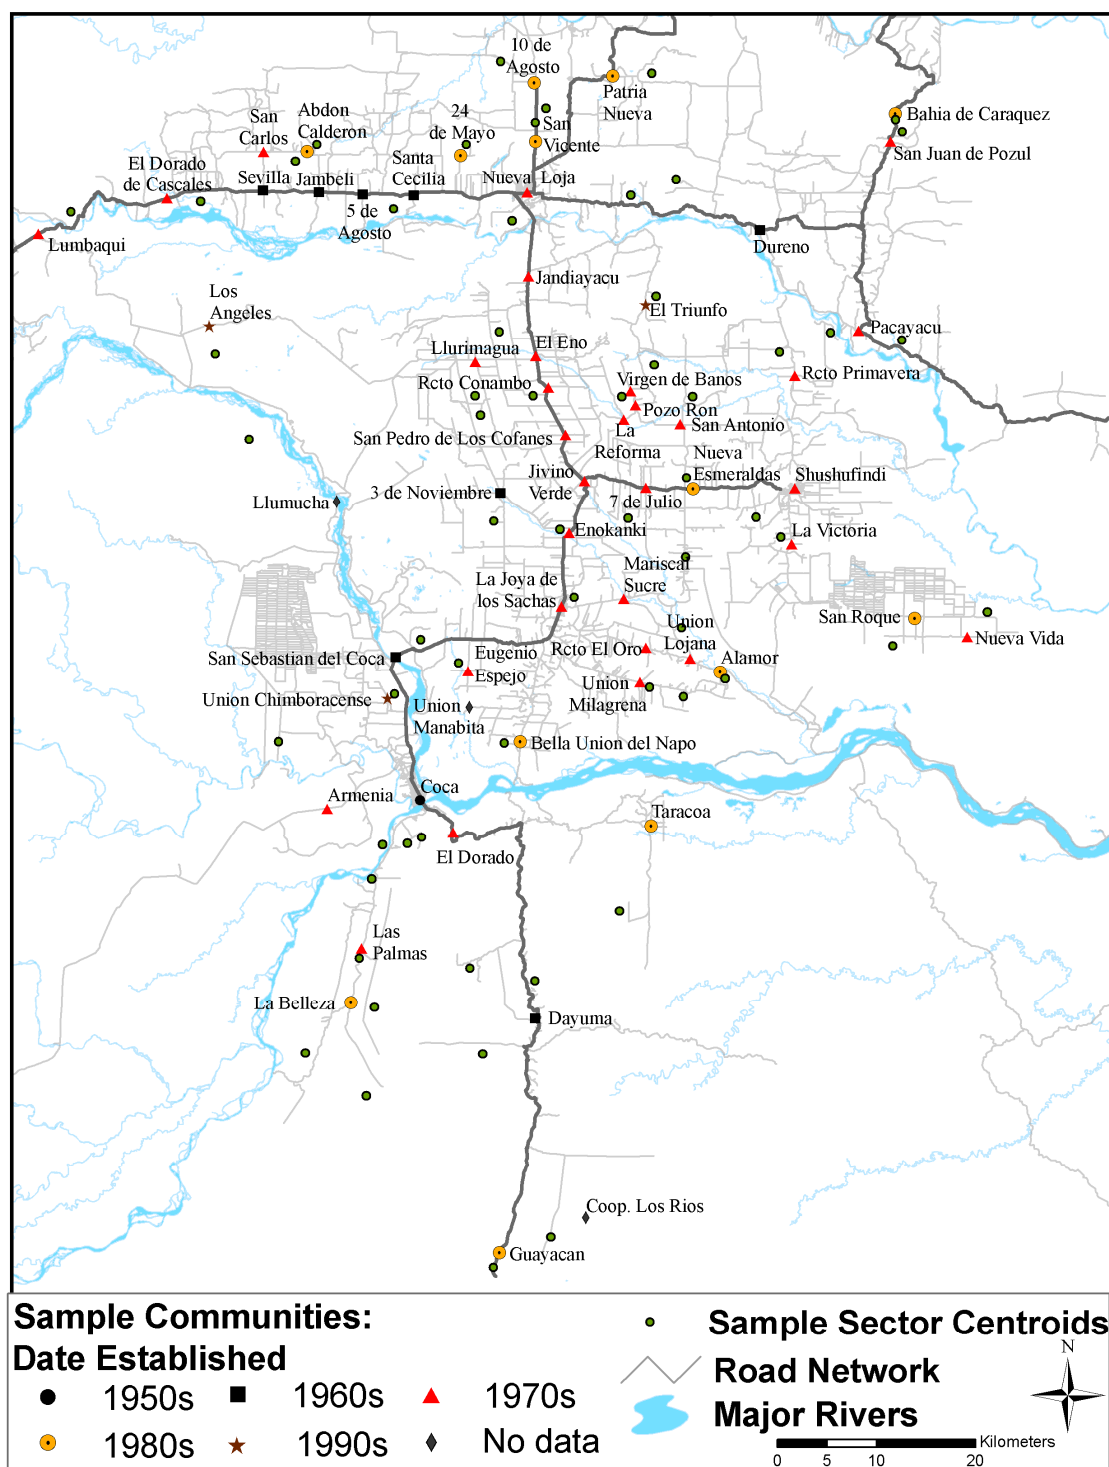 10 de
Agosto
Patria
Nueva
Bahia de Caraquez
San
Carlos
Abdon
Calderon
24
de Mayo
San
Vicente
San Juan de Pozul
El Dorado
de Cascales
Sevilla
Jambeli
Santa
Cecilia
Nueva Loja
5 de
Agosto
Lumbaqui
Dureno
Jandiayacu
Los
Angeles
El Triunfo
Pacayacu
El Eno
Llurimagua
Rcto Conambo
Virgen de Banos
Rcto Primavera
Pozo Ron
La
Reforma
San Antonio
San Pedro de Los Cofanes
Nueva
Esmeraldas
Jivino
Verde
Shushufindi
3 de Noviembre
7 de Julio
Llumucha
Enokanki
La Victoria
Mariscal
Sucre
La Joya de
los Sachas
San Roque
Union
Lojana
Nueva Vida
Rcto El Oro
Eugenio
Espejo
San Sebastian del Coca
Alamor
Union Chimboracense
Union
Milagrena
Union
Manabita
Bella Union del Napo
Coca
Armenia
Taracoa
El Dorado
Las
Palmas
La Belleza
Dayuma
Coop. Los Rios
Guayacan
Sample Communities:
Date Established
1950s
1960s
1970s
1980s
1990s
No data
Sample Sector Centroids
Road Network
Major Rivers
N
Kilometers
0 5 10 20